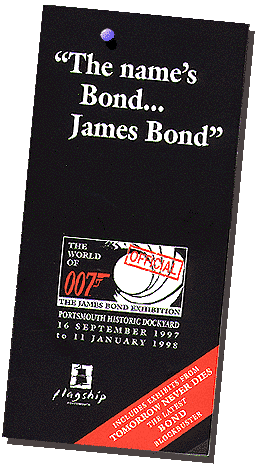 “The name’s
Bond...
James Bond”
THE
WORLD
OF
007
OFFICIAL
THE JAMES BOND EXHIBITION
PORTSMOUTH HISTORIC DOCKYARD
16 SEPTEMBER 1997
to 11 JANUARY 1998
flagship
INCLUDES EXHIBITS FROM
TOMORROW NEVER DIES
THE LATEST
BOND
BLOCKBUSTER